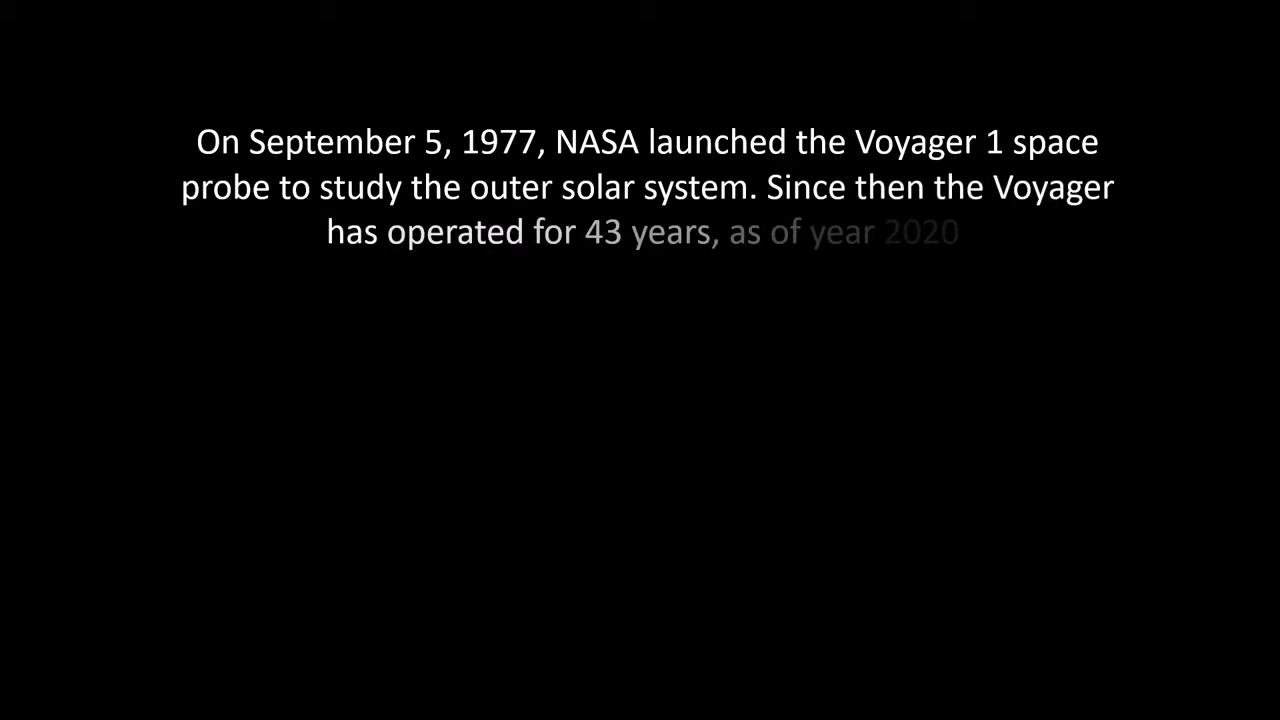 On September 5, 1977, NASA launched the Voyager 1 space
probe to study the outer solar system. Since then the Voyager
has operated for 43 years, as of year 2020